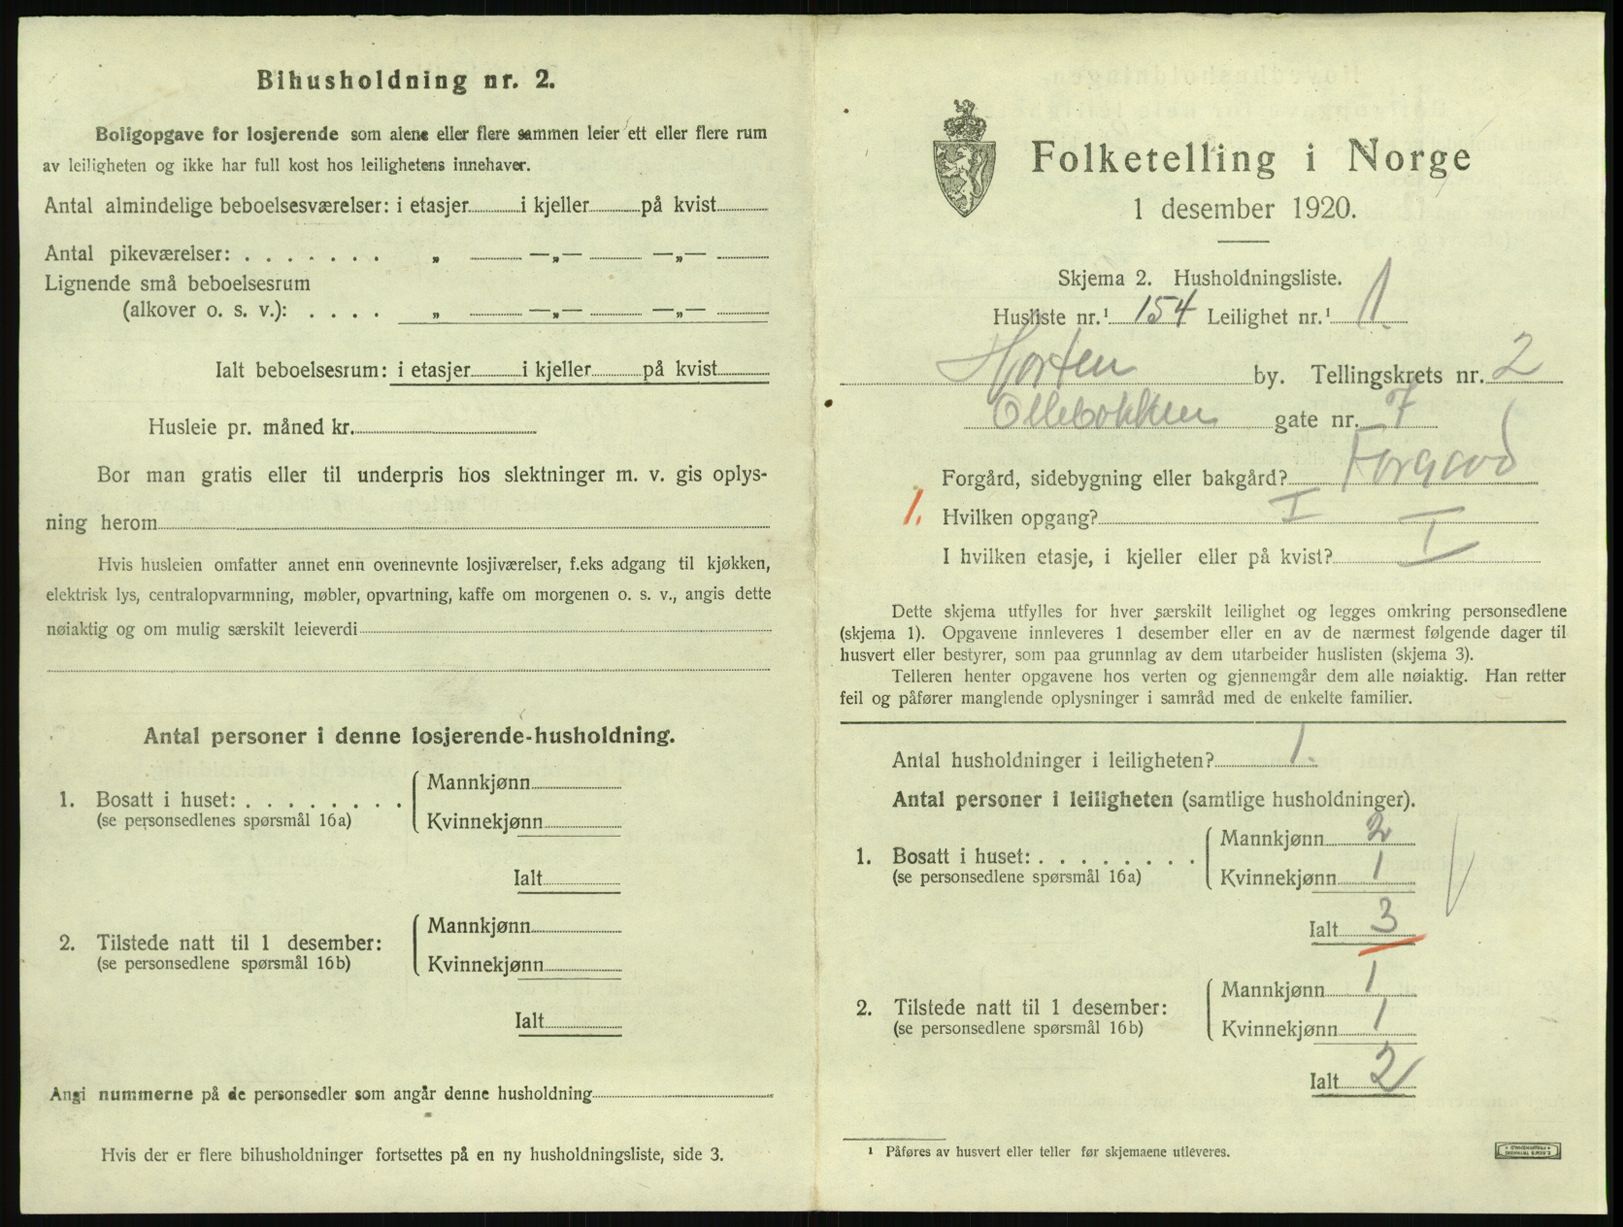 Bihusholdning nr. 2.
Boligopgave for losjerende som alene eller flere sammen leier ett eller flere rum
av leiligheten og ikke har full kost hos leilighetens innehaver.
Antal almindelige beboelsesværelser: i etasjer i kjeller på kvist
Antal pikeværelser: . . . . . . . „ —„— —„—
Lignende små beboelsesrum
(alkover o. s. v.): . . . . „ —„— —„—
Ialt beboelsesrum: i etasjer i kjeller på kvist
Husleie pr. måned kr.
Bor man gratis eller til underpris hos slektninger m. v. gis oplys-
ning herom
Hvis husleien omfatter annet enn ovennevnte losjiværelser, f.eks adgang til kjøkken,
elektrisk lys, centralopvarmning, møbler, opvartning, kaffe om morgenen o. s. v., angis dette
nøiaktig og om mulig særskilt leieverdi
Antal personer i denne losjerende-husholdning.
1. Bosatt i huset: . . . . . . . . Mannkjønn
(se personsedlenes spørsmål 16a) Kvinnekjønn
Ialt
2. Tilstede natt til 1 desember: Mannkjønn
(se personsedlene spørsmål 16b) Kvinnekjønn
Ialt
Angi nummerne på de personsedler som angår denne husholdning
Hvis der er flere bihusholdninger fortsettes på en ny husholdningsliste, side 3.
Folketelling i Norge
1 desember 1920.
Skjema 2. Husholdningsliste.
Husliste nr.¹ 154 Leilighet nr.¹ 1.
Horten by. Tellingskrets nr. 2
Ollebakken gate nr. 7
Forgård, sidebygning eller bakgård? Forgård
1. Hvilken opgang? I
I hvilken etasje, i kjeller eller på kvist? I
Dette skjema utfylles for hver særskilt leilighet og legges omkring personsedlene
(skjema 1). Opgavene innleveres 1 desember eller en av de nærmest følgende dager til
husvert eller bestyrer, som paa grunnlag av dem utarbeider huslisten (skjema 3).
Telleren henter opgavene hos verten og gjennemgår dem alle nøiaktig. Han retter
feil og påfører manglende oplysninger i samråd med de enkelte familier.
Antal husholdninger i leiligheten? 1.
Antal personer i leiligheten (samtlige husholdninger).
1. Bosatt i huset: . . . . . . . . Mannkjønn 2
(se personsedlene spørsmål 16a) Kvinnekjønn 1
Ialt 3
2. Tilstede natt til 1 desember: Mannkjønn 1
(se personsedlene spørsmål 16b) Kvinnekjønn 1
Ialt 2
¹ Påføres av husvert eller teller før skjemaene utleveres.